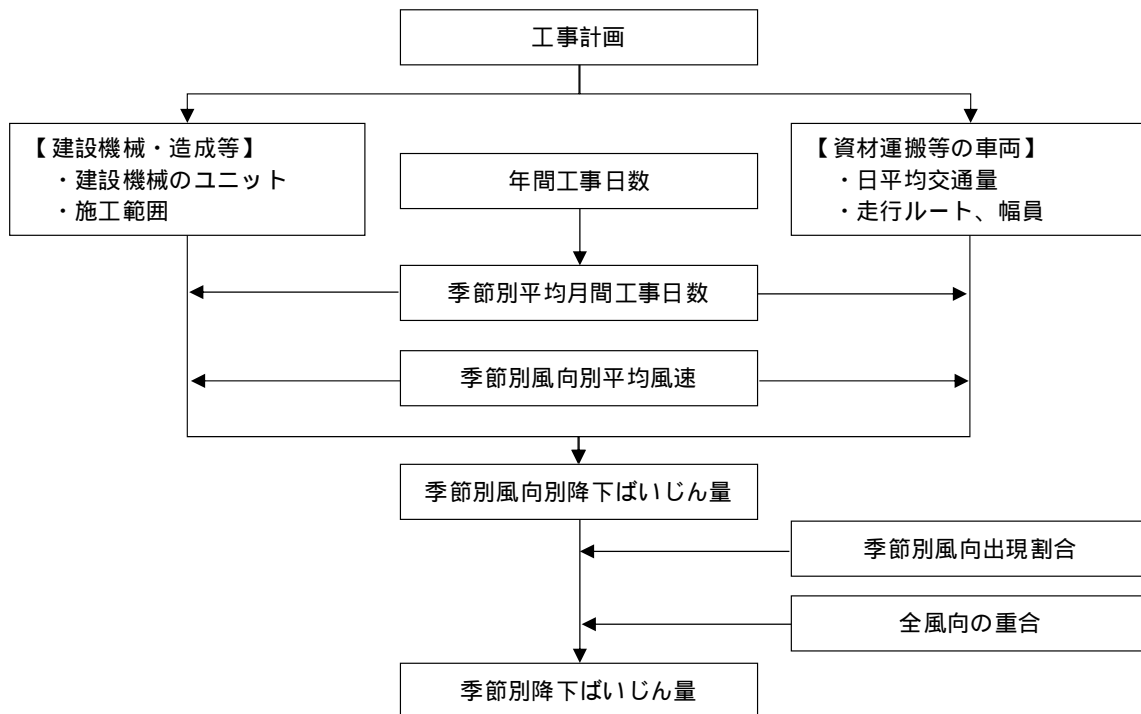 工事計画
【建設機械・造成等】
・建設機械のユニット
・施工範囲
年間工事日数
【資材運搬等の車両】
・日平均交通量
・走行ルート、幅員
季節別平均月間工事日数
季節別風向別平均風速
季節別風向別降下ばいじん量
季節別風向出現割合
全風向の重合
季節別降下ばいじん量